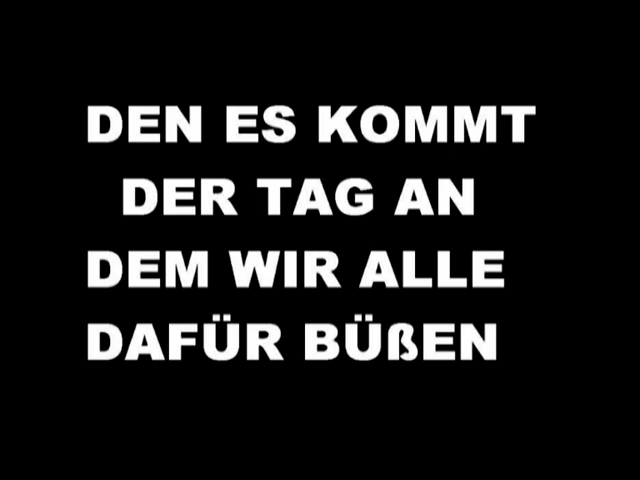 DEN ES KOMMT
DER TAG AN
DEM WIR ALLE
DAFÜR BÜßEN